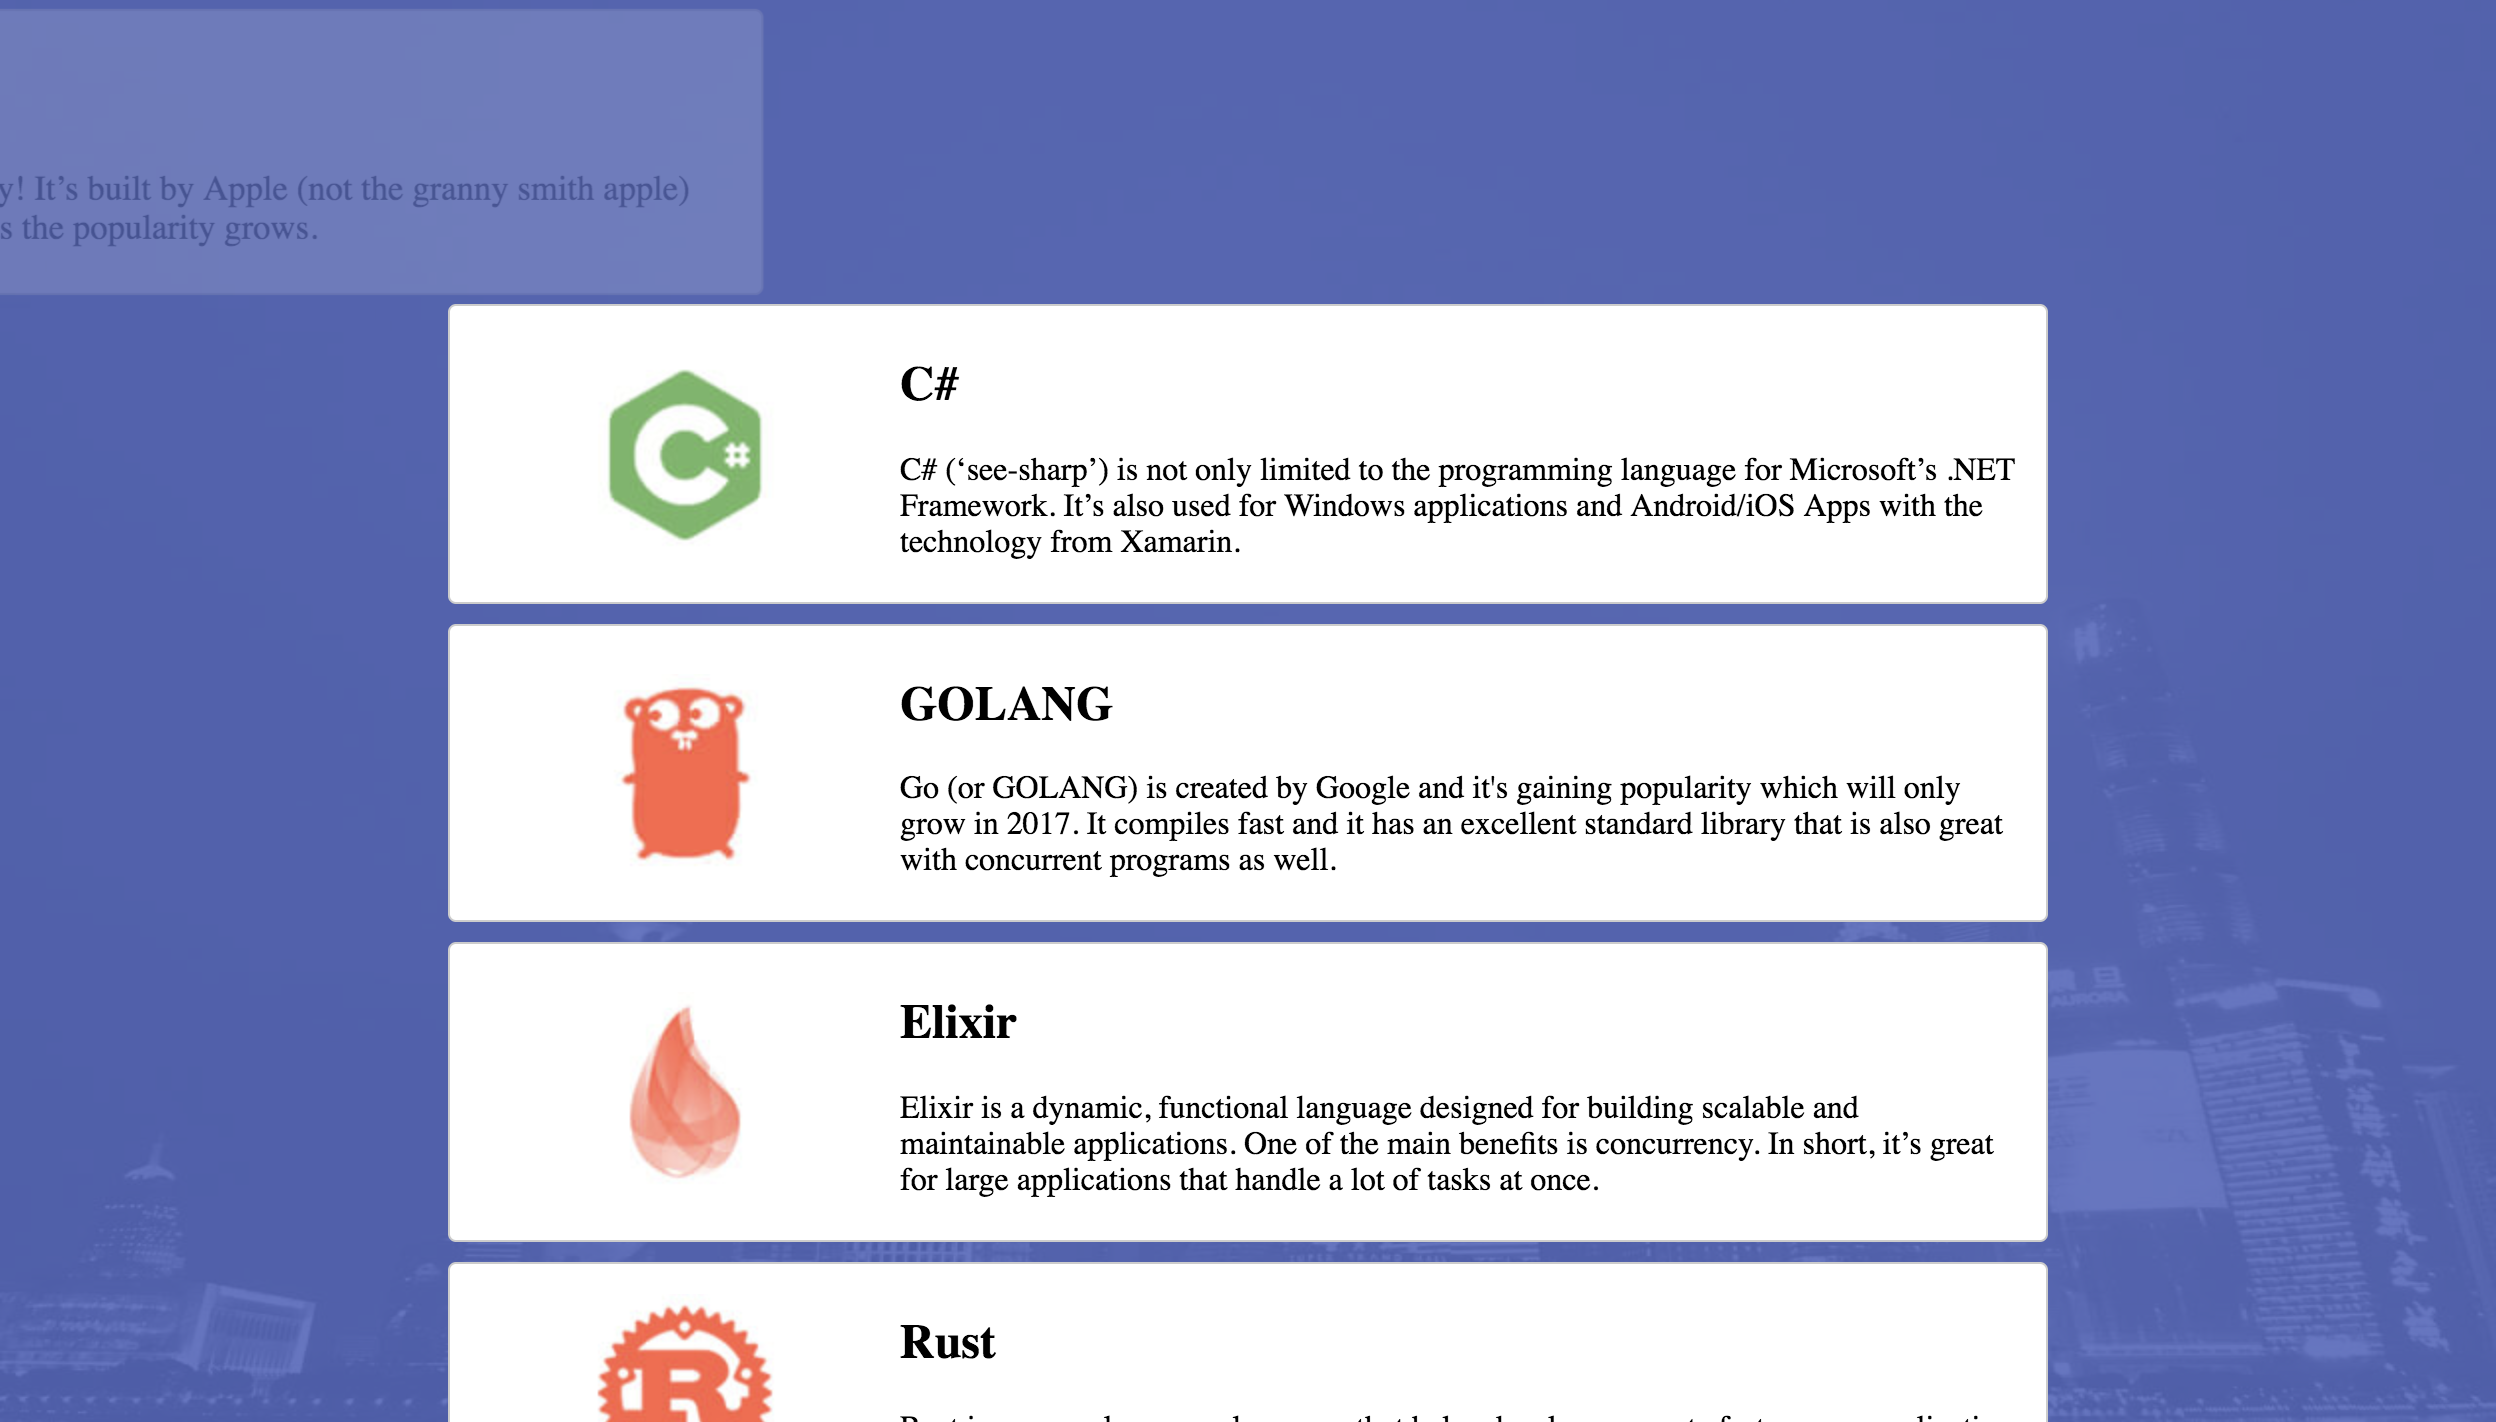 y! It’s built by Apple (not the granny smith apple)
s the popularity grows.
C#
C#
C# (‘see-sharp’) is not only limited to the programming language for Microsoft’s .NET
Framework. It’s also used for Windows applications and Android/iOS Apps with the
technology from Xamarin.
GOLANG
Go (or GOLANG) is created by Google and it's gaining popularity which will only
grow in 2017. It compiles fast and it has an excellent standard library that is also great
with concurrent programs as well.
AURORA
Elixir
Elixir is a dynamic, functional language designed for building scalable and
maintainable applications. One of the main benefits is concurrency. In short, it’s great
for large applications that handle a lot of tasks at once.
R
Rust